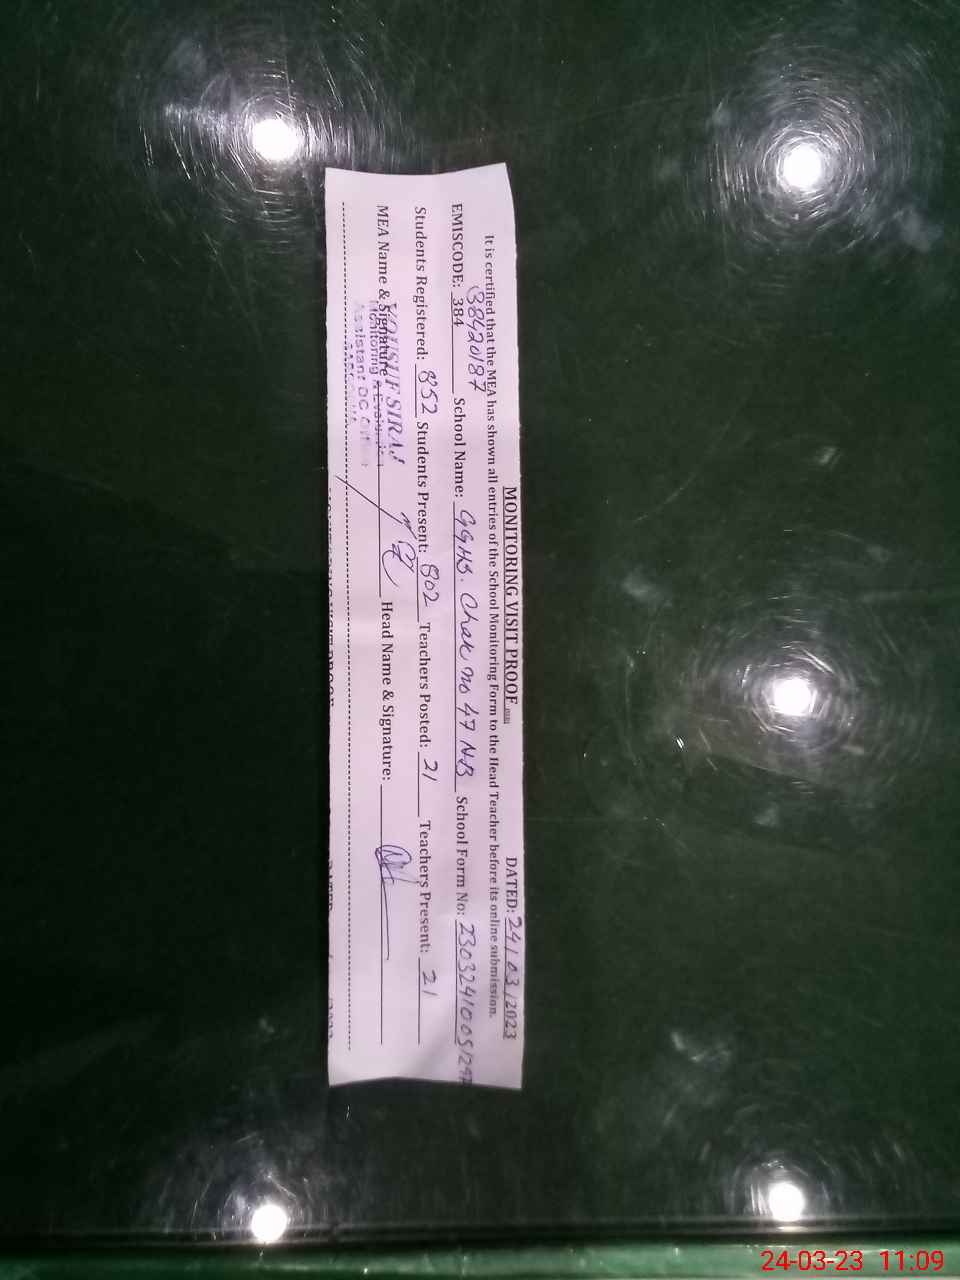 MONITORING VISIT PROOF DATED: 24/03/2023
It is certified that the MEA has shown all entries of the School Monitoring Form to the Head Teacher before its online submission.
38420187
EMISCODE: 384 School Name: GGHS. Chak no 47 NB School Form No: 2303241005129
Students Registered: 852 Students Present: 802 Teachers Posted: 21 Teachers Present: 21
MEA Name & Signature Head Name & Signature:
YOUSUF SIRAJ
Monitoring &
Assistant
24-03-23 11:09